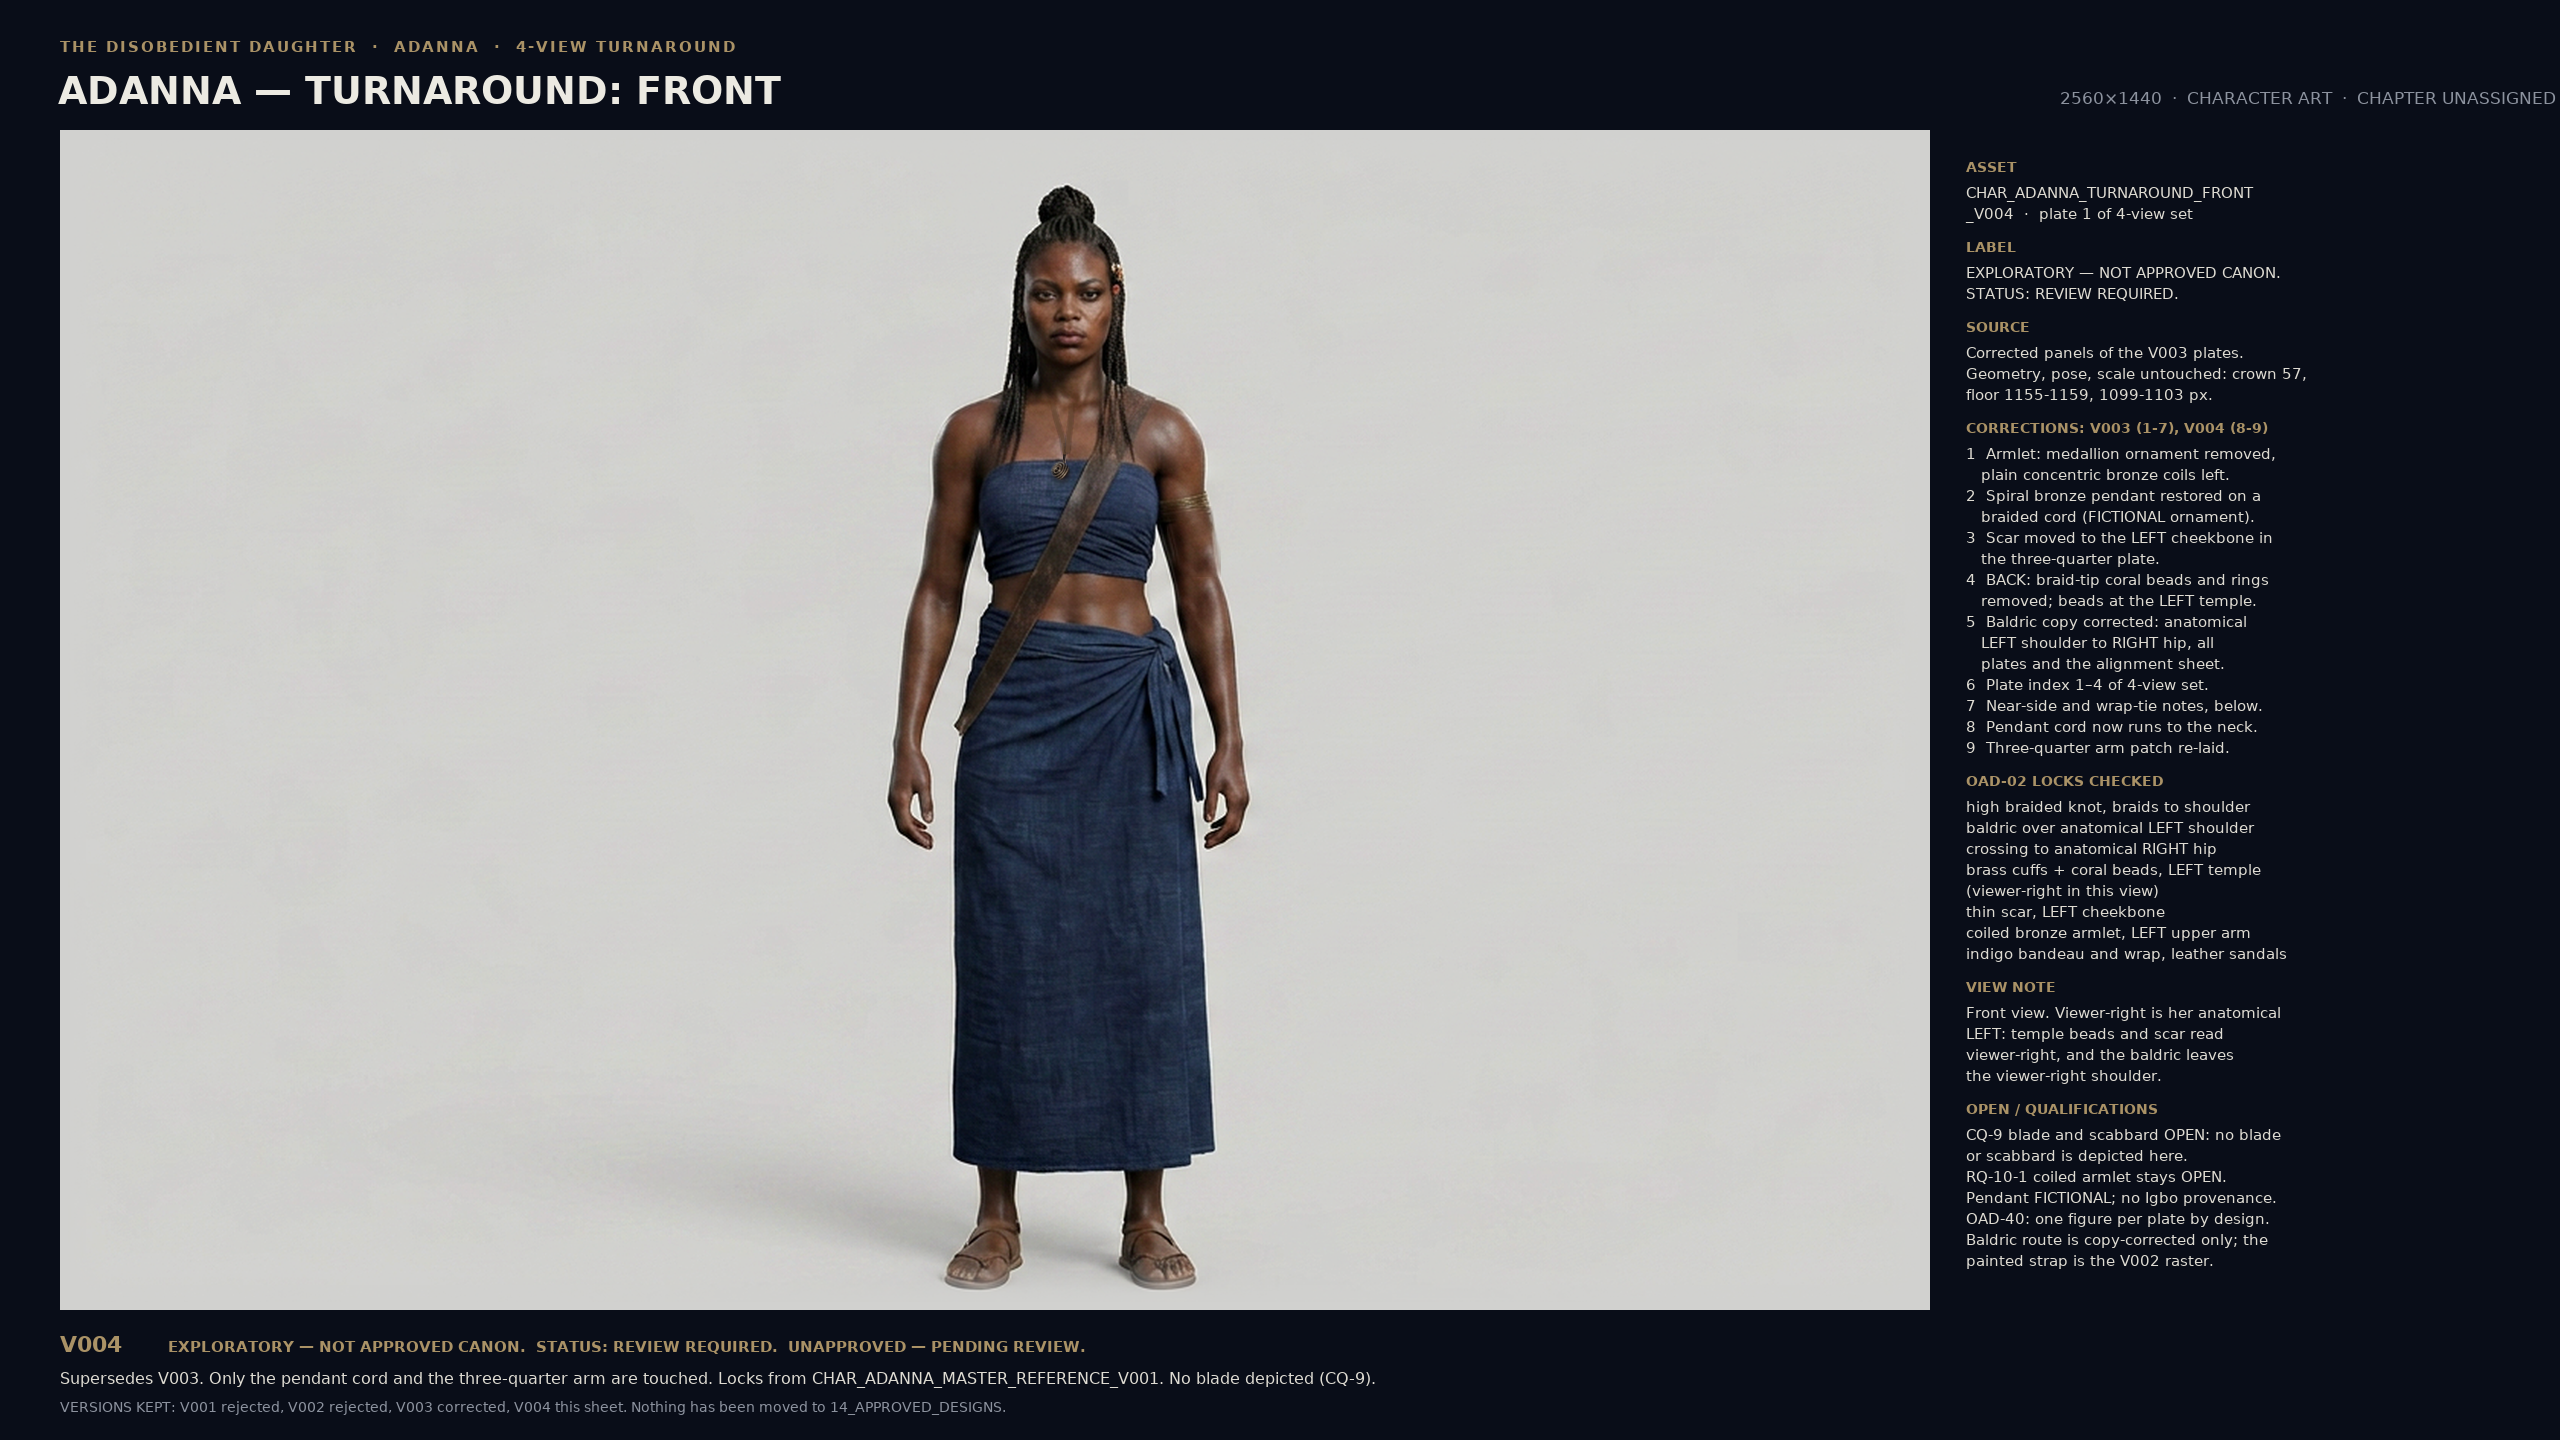 THE DISOBEDIENT DAUGHTER · ADANNA · 4-VIEW TURNAROUND
ADANNA — TURNAROUND: FRONT
2560×1440 · CHARACTER ART · CHAPTER UNASSIGNED
ASSET
CHAR_ADANNA_TURNAROUND_FRONT
_V004 · plate 1 of 4-view set
LABEL
EXPLORATORY — NOT APPROVED CANON.
STATUS: REVIEW REQUIRED.
SOURCE
Corrected panels of the V003 plates.
Geometry, pose, scale untouched: crown 57,
floor 1155-1159, 1099-1103 px.
CORRECTIONS: V003 (1-7), V004 (8-9)
1 Armlet: medallion ornament removed,
plain concentric bronze coils left.
2 Spiral bronze pendant restored on a
braided cord (FICTIONAL ornament).
3 Scar moved to the LEFT cheekbone in
the three-quarter plate.
4 BACK: braid-tip coral beads and rings
removed; beads at the LEFT temple.
5 Baldric copy corrected: anatomical
LEFT shoulder to RIGHT hip, all
plates and the alignment sheet.
6 Plate index 1–4 of 4-view set.
7 Near-side and wrap-tie notes, below.
8 Pendant cord now runs to the neck.
9 Three-quarter arm patch re-laid.
OAD-02 LOCKS CHECKED
high braided knot, braids to shoulder
baldric over anatomical LEFT shoulder
crossing to anatomical RIGHT hip
brass cuffs + coral beads, LEFT temple
(viewer-right in this view)
thin scar, LEFT cheekbone
coiled bronze armlet, LEFT upper arm
indigo bandeau and wrap, leather sandals
VIEW NOTE
Front view. Viewer-right is her anatomical
LEFT: temple beads and scar read
viewer-right, and the baldric leaves
the viewer-right shoulder.
OPEN / QUALIFICATIONS
CQ-9 blade and scabbard OPEN: no blade
or scabbard is depicted here.
RQ-10-1 coiled armlet stays OPEN.
Pendant FICTIONAL; no Igbo provenance.
OAD-40: one figure per plate by design.
Baldric route is copy-corrected only; the
painted strap is the V002 raster.
V004 EXPLORATORY — NOT APPROVED CANON. STATUS: REVIEW REQUIRED. UNAPPROVED — PENDING REVIEW.
Supersedes V003. Only the pendant cord and the three-quarter arm are touched. Locks from CHAR_ADANNA_MASTER_REFERENCE_V001. No blade depicted (CQ-9).
VERSIONS KEPT: V001 rejected, V002 rejected, V003 corrected, V004 this sheet. Nothing has been moved to 14_APPROVED_DESIGNS.